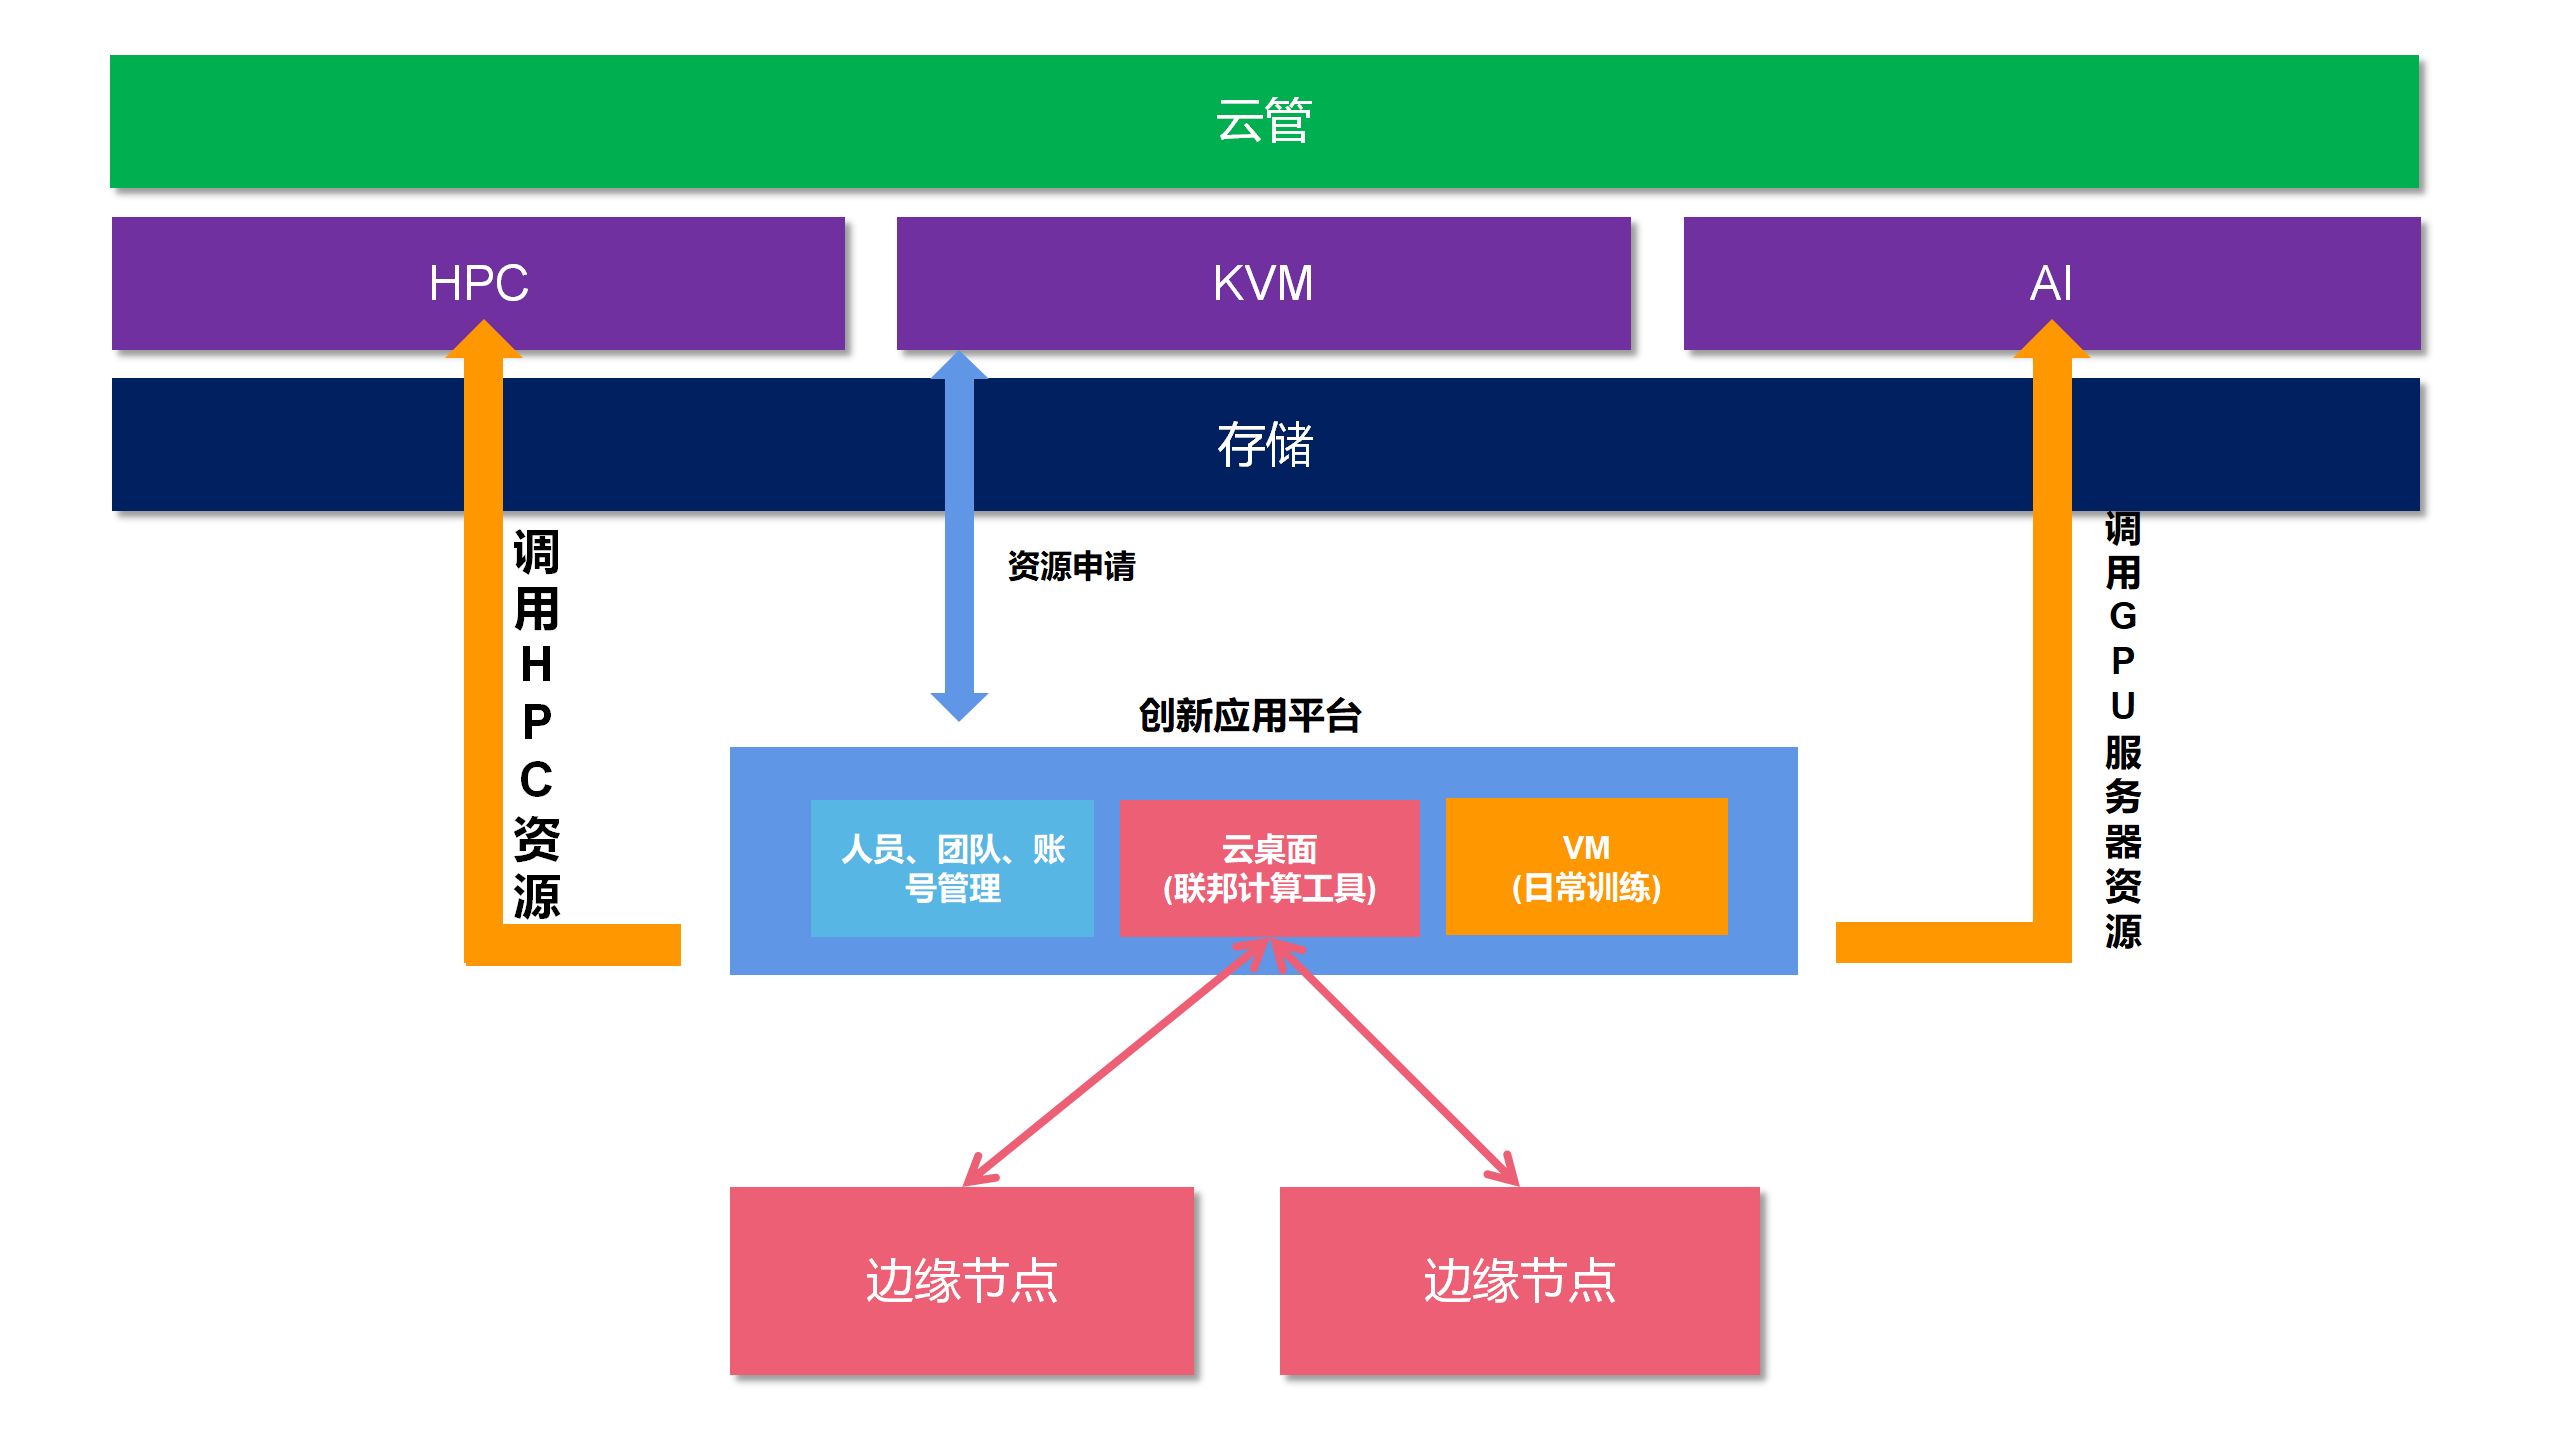 云管
HPC
KVM
AI
存储
调用HPC资源
资源申请
调用GPU服务器资源
创新应用平台
人员、团队、账
号管理
云桌面
(联邦计算工具)
VM
(日常训练)
边缘节点
边缘节点